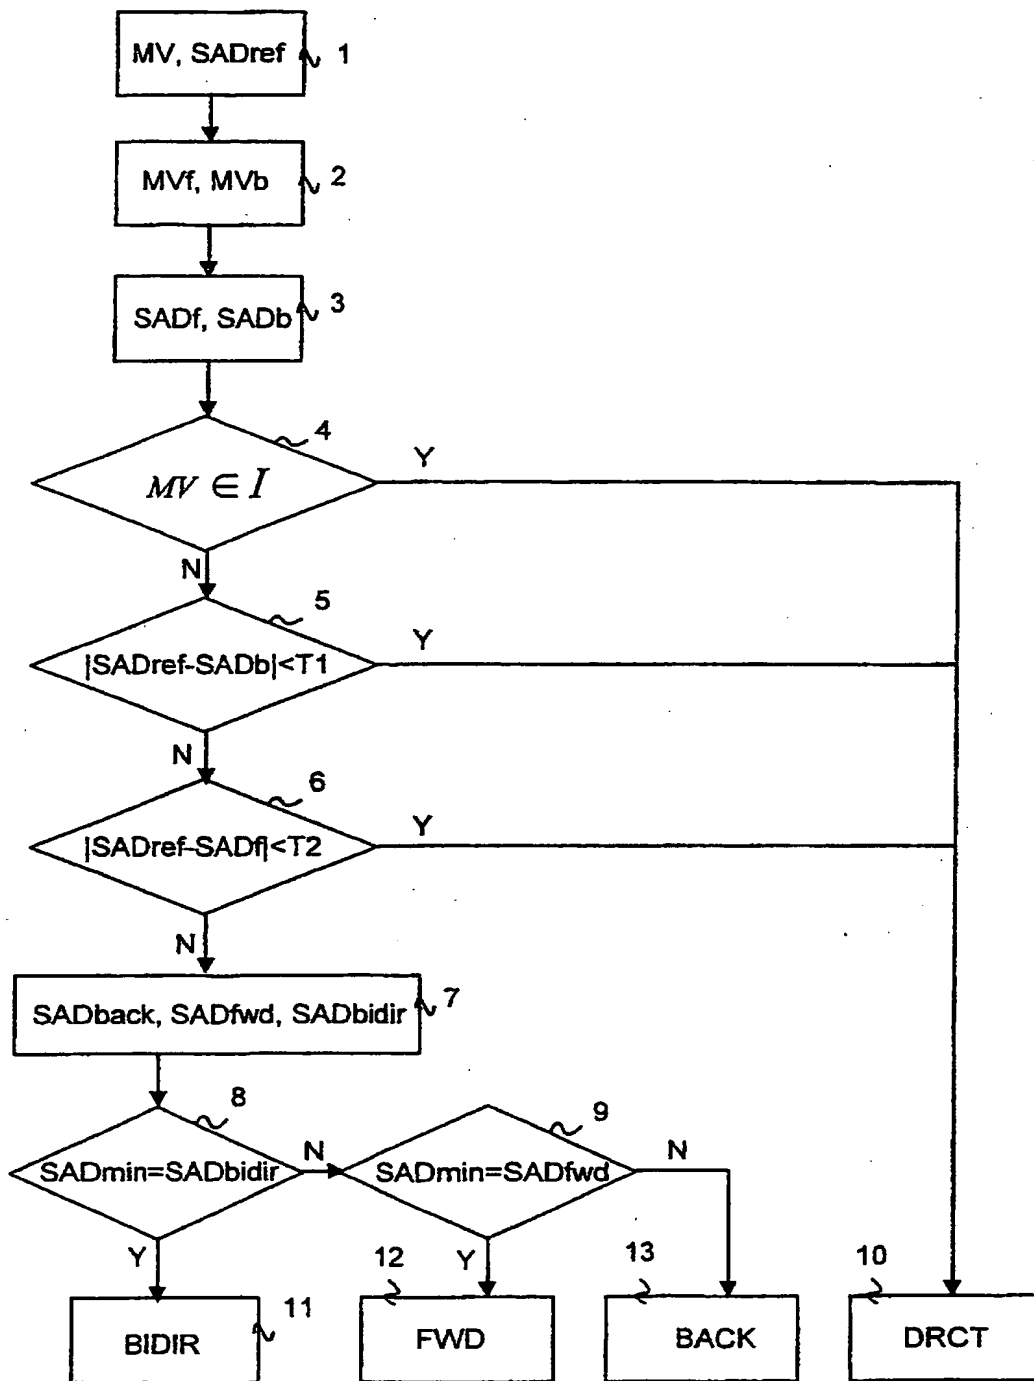 MV, SADref 1
MVf, MVb 2
SADf, SADb 3
4
MV ∈ I Y
N
5
|SADref-SADb|<T1 Y
N
6
|SADref-SADf|<T2 Y
N
SADback, SADfwd, SADbidir 7
8
SADmin=SADbidir N
9
SADmin=SADfwd N
Y
Y
11
BIDIR
12
FWD
13
BACK
10
DRCT